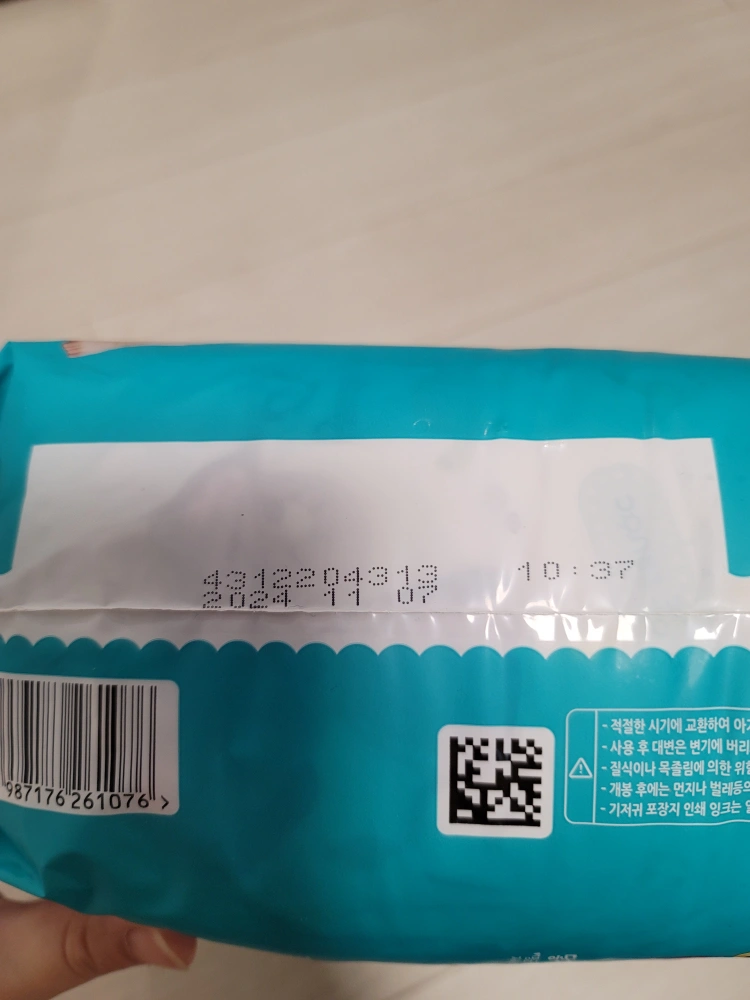 4312204313 10:37
2024 11 07
987176 261076 >
- 적절한 시기에 교환하여
- 사용 후 대변은 변기에
- 질식이나 목졸림에 의한
- 개봉 후에는 먼지나
- 기저귀 포장지 인쇄 잉크는